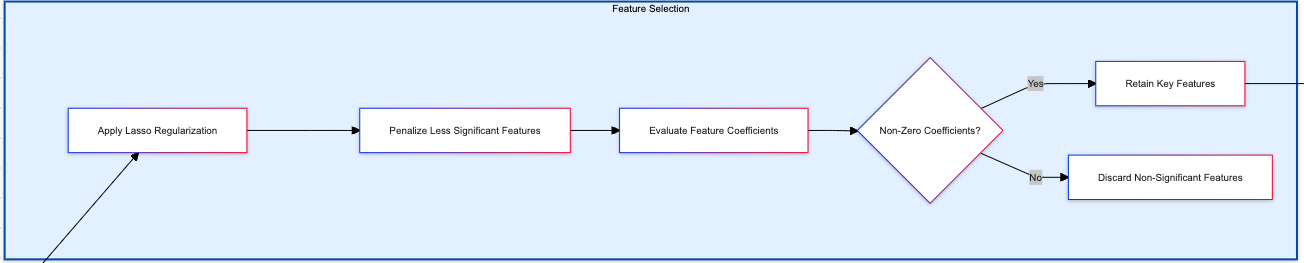 Feature Selection
Apply Lasso Regularization
Penalize Less Significant Features
Evaluate Feature Coefficients
Non-Zero Coefficients?
Yes
Retain Key Features
No
Discard Non-Significant Features